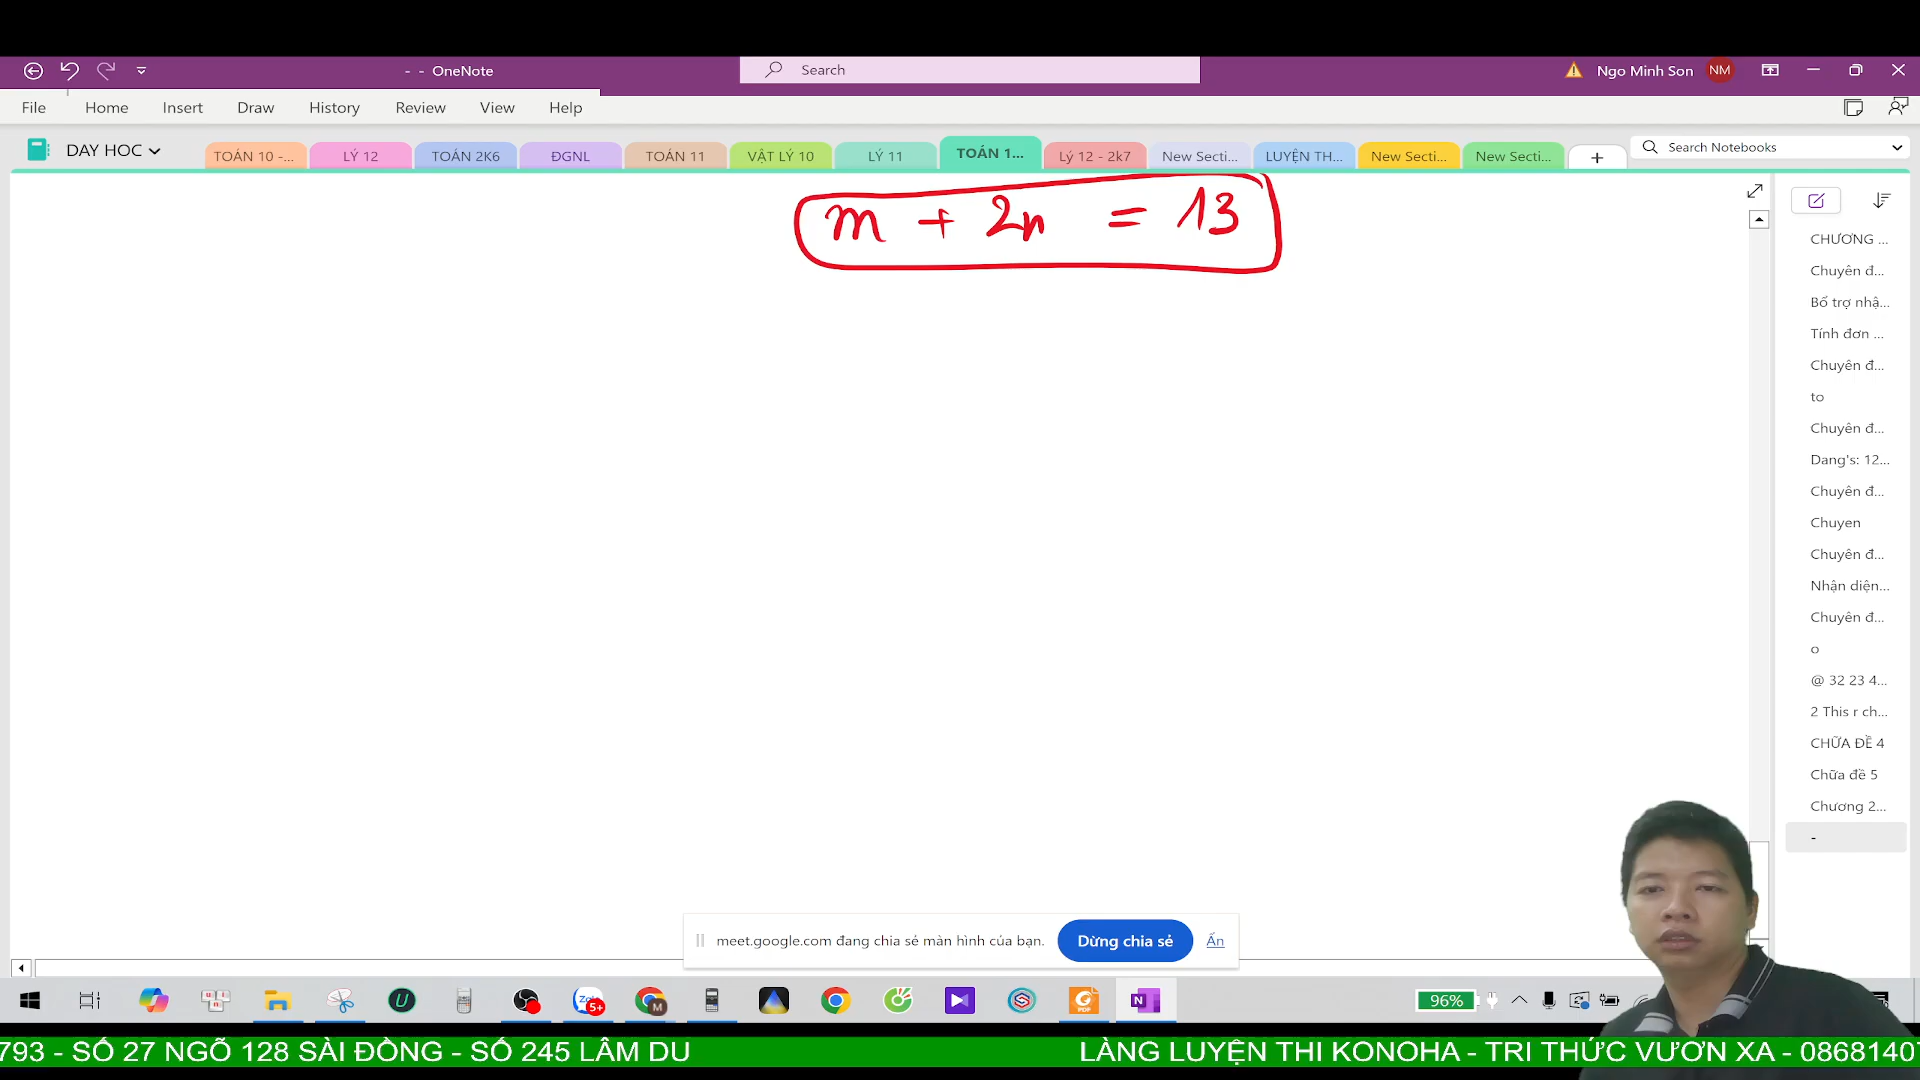 - - OneNote
Search
Ngo Minh Son
NM
File
Home
Insert
Draw
History
Review
View
Help
DAY HOC
TOÁN 10 -...
LÝ 12
TOÁN 2K6
ĐGNL
TOÁN 11
VẬT LÝ 10
LÝ 11
TOÁN 1...
Lý 12 - 2k7
New Secti...
LUYỆN TH...
New Secti...
New Secti...
+
Search Notebooks
m + 2n = 13
CHƯƠNG ...
Chuyên đ...
Bổ trợ nhậ...
Tính đơn ...
Chuyên đ...
to
Chuyên đ...
Dang's: 12...
Chuyên đ...
Chuyen
Chuyên đ...
Nhận diện...
Chuyên đ...
o
@ 32 23 4...
2 This r ch...
CHỮA ĐỀ 4
Chữa đề 5
Chương 2...
-
meet.google.com đang chia sẻ màn hình của bạn.
Dừng chia sẻ
Ẩn
96%
793 - SỐ 27 NGÕ 128 SÀI ĐỒNG - SỐ 245 LÂM DU
LÀNG LUYỆN THI KONOHA - TRI THỨC VƯƠN XA - 08681407